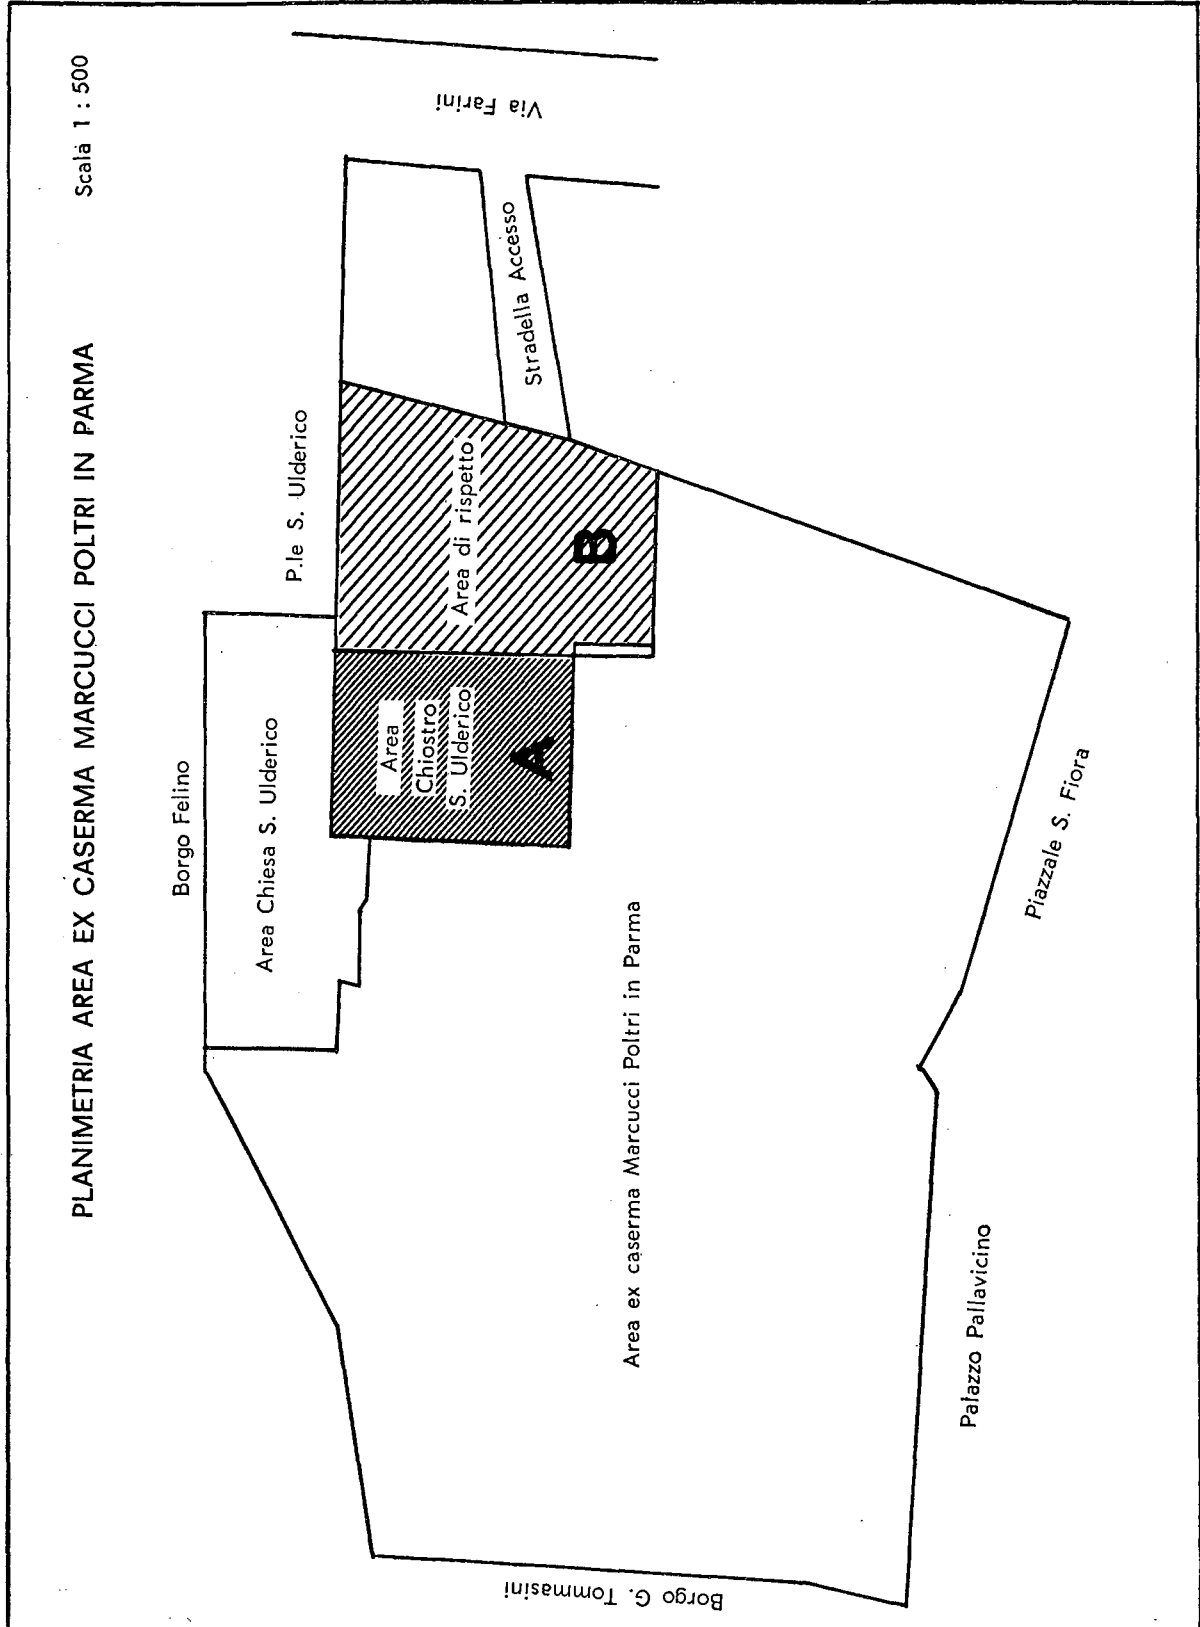 PLANIMETRIA AREA EX CASERMA MARCUCCI POLTRI IN PARMA
Scala 1 : 500
Borgo Felino
P.le S. Ulderico
Via Farini
Area Chiesa S. Ulderico
Area
Chiostro
S. Ulderico
A
Area di rispetto
B
Stradella Accesso
Area ex caserma Marcucci Poltri in Parma
Borgo G. Tommasini
Palazzo Pallavicino
Piazzale S. Fiora